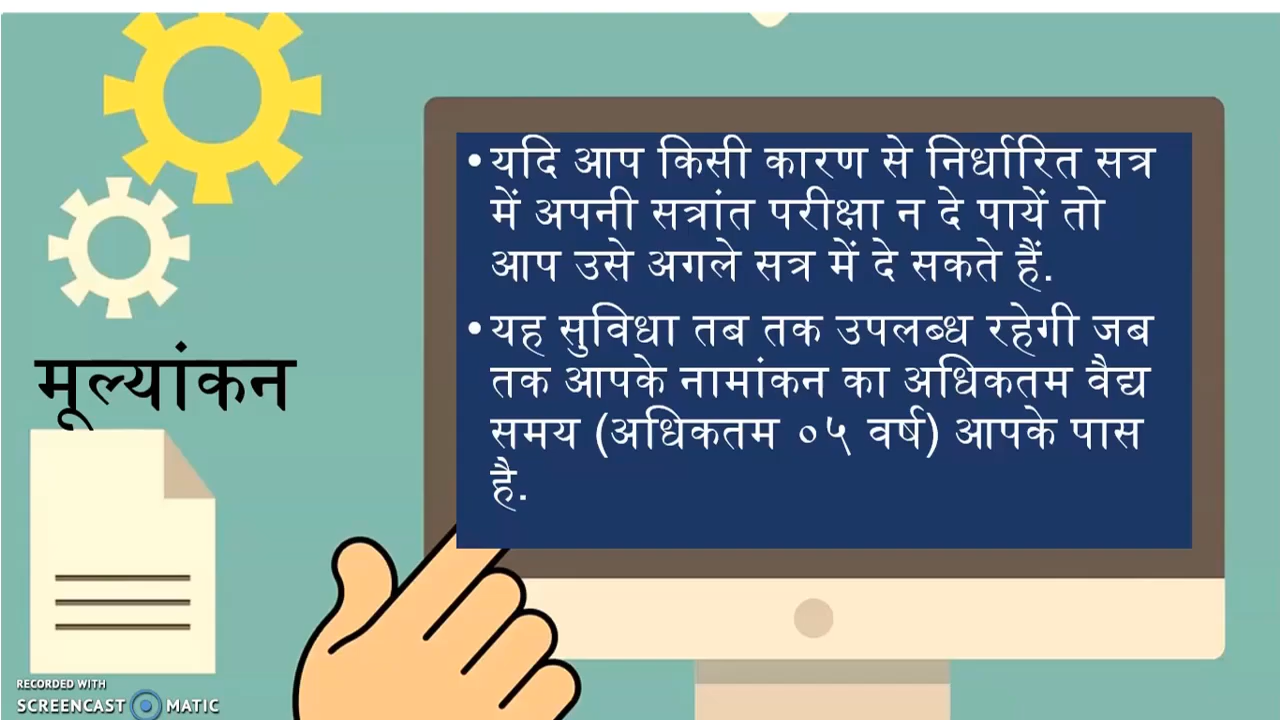 मूल्यांकन
• यदि आप किसी कारण से निर्धारित सत्र
में अपनी सत्रांत परीक्षा न दे पायें तो
आप उसे अगले सत्र में दे सकते हैं.
• यह सुविधा तब तक उपलब्ध रहेगी जब
तक आपके नामांकन का अधिकतम वैद्य
समय (अधिकतम ०५ वर्ष) आपके पास
है.
RECORDED WITH
SCREENCAST MATIC